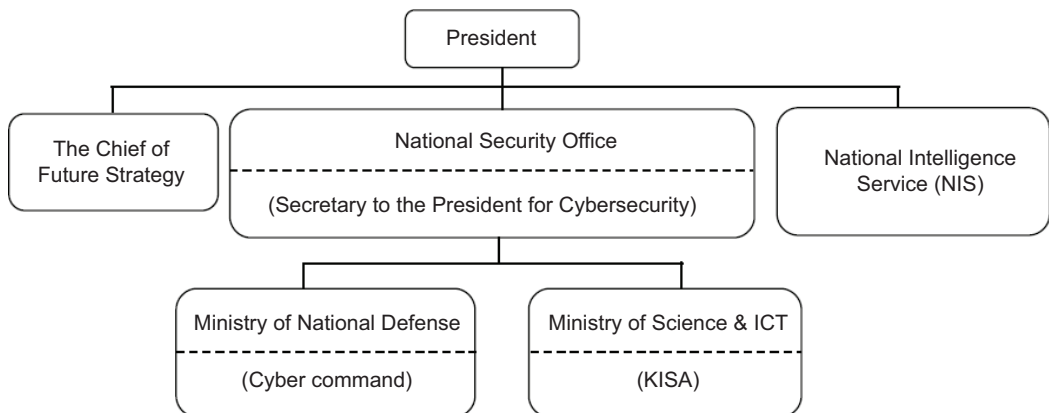 President
The Chief of
Future Strategy
National Security Office
(Secretary to the President for Cybersecurity)
National Intelligence
Service (NIS)
Ministry of National Defense
(Cyber command)
Ministry of Science & ICT
(KISA)